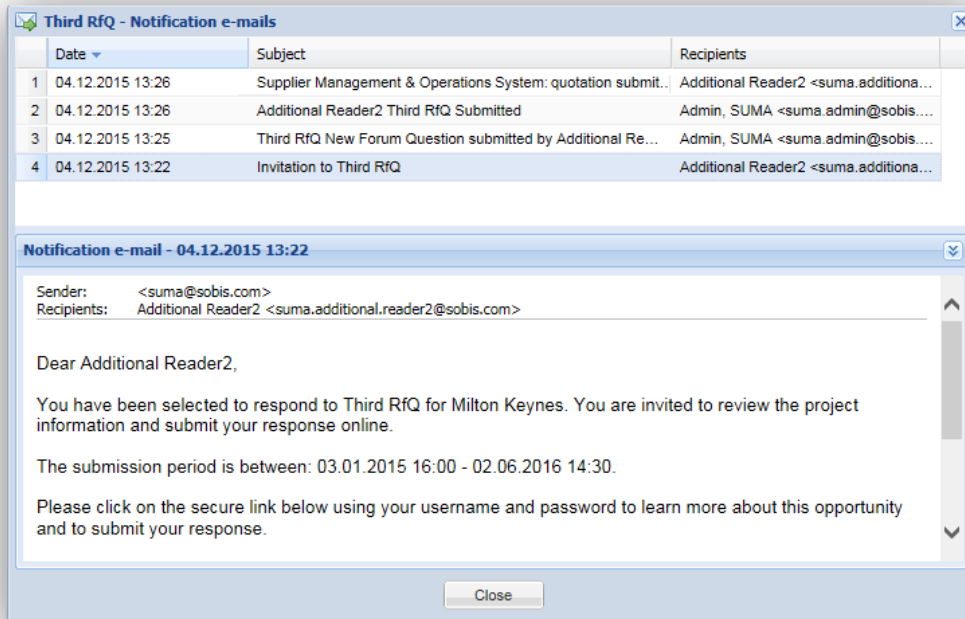 Third RfQ - Notification e-mails
Date Subject Recipients
1 04.12.2015 13:26 Supplier Management & Operations System: quotation submit.. Additional Reader2 <suma.additiona...
2 04.12.2015 13:26 Additional Reader2 Third RfQ Submitted Admin, SUMA <suma.admin@sobis....
3 04.12.2015 13:25 Third RfQ New Forum Question submitted by Additional Re... Admin, SUMA <suma.admin@sobis....
4 04.12.2015 13:22 Invitation to Third RfQ Additional Reader2 <suma.additiona...
Notification e-mail - 04.12.2015 13:22
Sender: <suma@sobis.com>
Recipients: Additional Reader2 <suma.additional.reader2@sobis.com>
Dear Additional Reader2,
You have been selected to respond to Third RfQ for Milton Keynes. You are invited to review the project
information and submit your response online.
The submission period is between: 03.01.2015 16:00 - 02.06.2016 14:30.
Please click on the secure link below using your username and password to learn more about this opportunity
and to submit your response.
Close